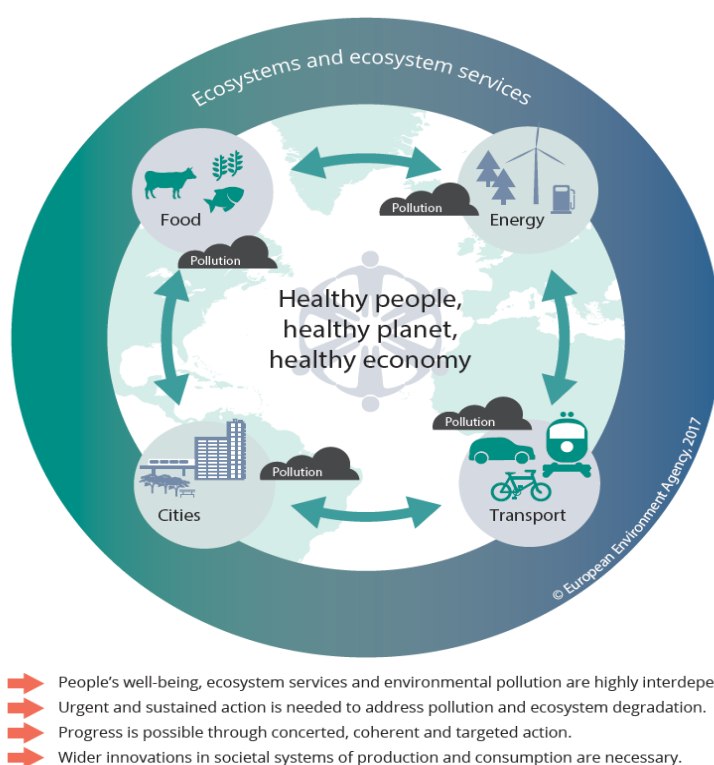 Ecosystems and ecosystem services
Food
Pollution
Pollution
Energy
Healthy people,
healthy planet,
healthy economy
Pollution
Cities
Pollution
Transport
© European Environment Agency, 2017
People's well-being, ecosystem services and environmental pollution are highly interdepe
Urgent and sustained action is needed to address pollution and ecosystem degradation.
Progress is possible through concerted, coherent and targeted action.
Wider innovations in societal systems of production and consumption are necessary.